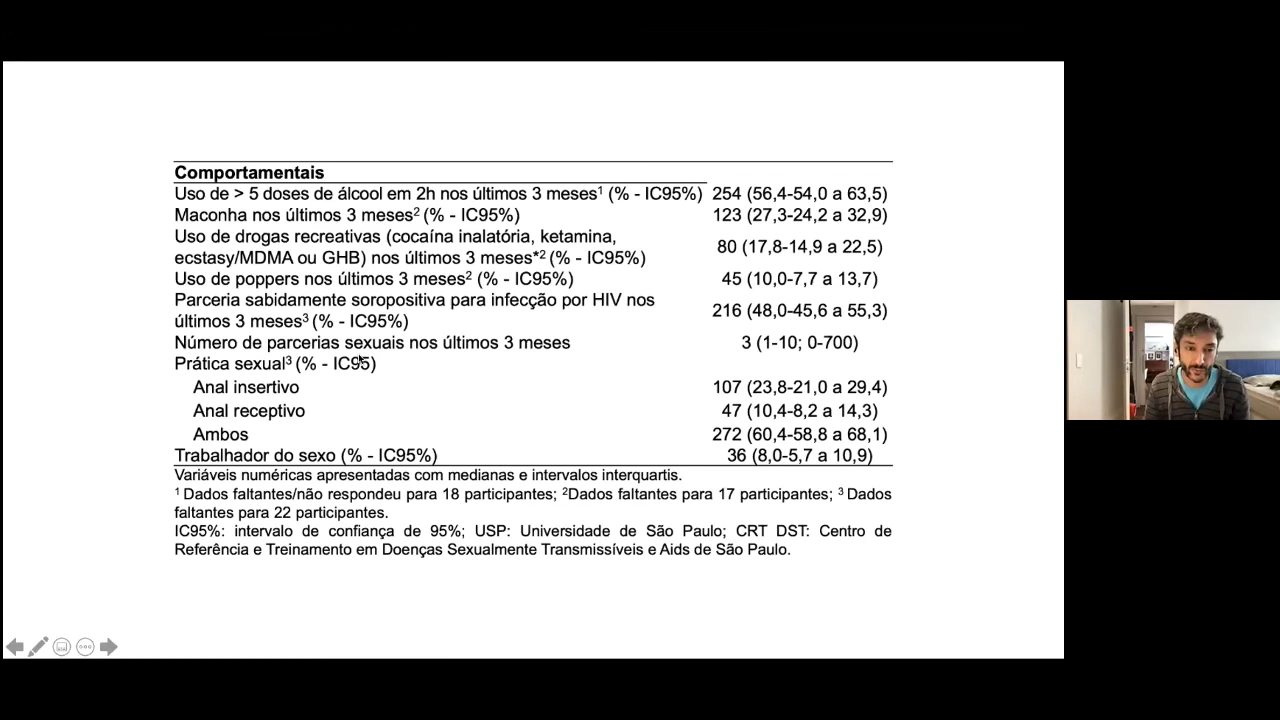 Comportamentais
Uso de > 5 doses de álcool em 2h nos últimos 3 meses¹ (% - IC95%) 254 (56,4-54,0 a 63,5)
Maconha nos últimos 3 meses² (% - IC95%) 123 (27,3-24,2 a 32,9)
Uso de drogas recreativas (cocaína inalatória, ketamina,
ecstasy/MDMA ou GHB) nos últimos 3 meses*² (% - IC95%) 80 (17,8-14,9 a 22,5)
Uso de poppers nos últimos 3 meses² (% - IC95%) 45 (10,0-7,7 a 13,7)
Parceria sabidamente soropositiva para infecção por HIV nos
últimos 3 meses³ (% - IC95%) 216 (48,0-45,6 a 55,3)
Número de parcerias sexuais nos últimos 3 meses 3 (1-10; 0-700)
Prática sexual³ (% - IC95)
Anal insertivo 107 (23,8-21,0 a 29,4)
Anal receptivo 47 (10,4-8,2 a 14,3)
Ambos 272 (60,4-58,8 a 68,1)
Trabalhador do sexo (% - IC95%) 36 (8,0-5,7 a 10,9)
Variáveis numéricas apresentadas com medianas e intervalos interquartis.
¹ Dados faltantes/não respondeu para 18 participantes; ²Dados faltantes para 17 participantes; ³ Dados
faltantes para 22 participantes.
IC95%: intervalo de confiança de 95%; USP: Universidade de São Paulo; CRT DST: Centro de
Referência e Treinamento em Doenças Sexualmente Transmissíveis e Aids de São Paulo.